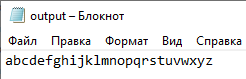 output – Блокнот
Файл Правка Формат Вид Справка
abcdefghijklmnopqrstuvwxyz